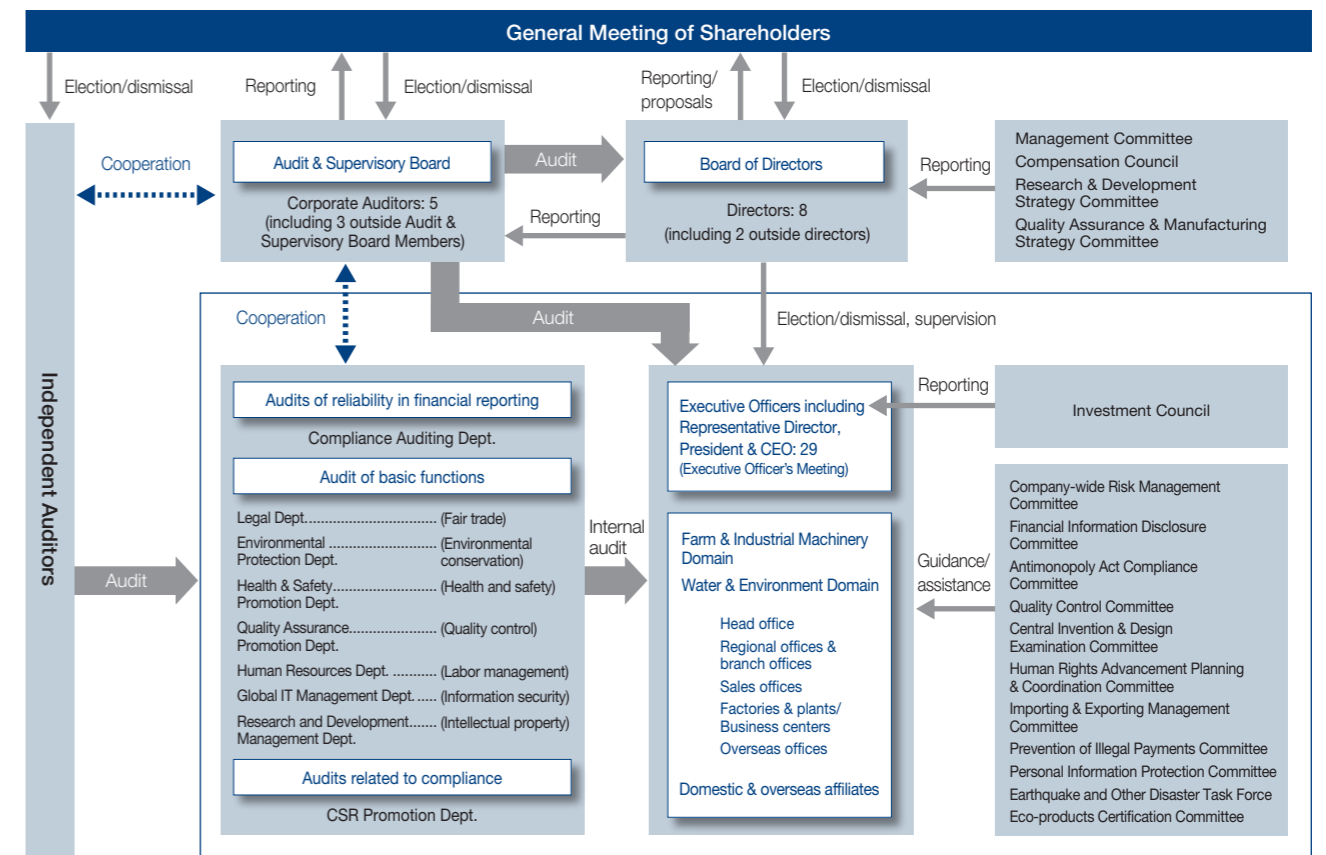 General Meeting of Shareholders
Election/dismissal
Reporting
Election/dismissal
Reporting/
proposals
Election/dismissal
Independent Auditors
Cooperation
Audit & Supervisory Board
Corporate Auditors: 5
(including 3 outside Audit &
Supervisory Board Members)
Audit
Reporting
Board of Directors
Directors: 8
(including 2 outside directors)
Reporting
Management Committee
Compensation Council
Research & Development
Strategy Committee
Quality Assurance & Manufacturing
Strategy Committee
Cooperation
Audit
Election/dismissal, supervision
Audit
Audits of reliability in financial reporting
Compliance Auditing Dept.
Audit of basic functions
Legal Dept................................ (Fair trade)
Environmental .......................... (Environmental
Protection Dept. conservation)
Health & Safety......................... (Health and safety)
Promotion Dept.
Quality Assurance..................... (Quality control)
Promotion Dept.
Human Resources Dept. ........... (Labor management)
Global IT Management Dept. ..... (Information security)
Research and Development....... (Intellectual property)
Management Dept.
Audits related to compliance
CSR Promotion Dept.
Internal
audit
Executive Officers including
Representative Director,
President & CEO: 29
(Executive Officer's Meeting)
Farm & Industrial Machinery
Domain
Water & Environment Domain
Head office
Regional offices &
branch offices
Sales offices
Factories & plants/
Business centers
Overseas offices
Domestic & overseas affiliates
Reporting
Investment Council
Guidance/
assistance
Company-wide Risk Management
Committee
Financial Information Disclosure
Committee
Antimonopoly Act Compliance
Committee
Quality Control Committee
Central Invention & Design
Examination Committee
Human Rights Advancement Planning
& Coordination Committee
Importing & Exporting Management
Committee
Prevention of Illegal Payments Committee
Personal Information Protection Committee
Earthquake and Other Disaster Task Force
Eco-products Certification Committee